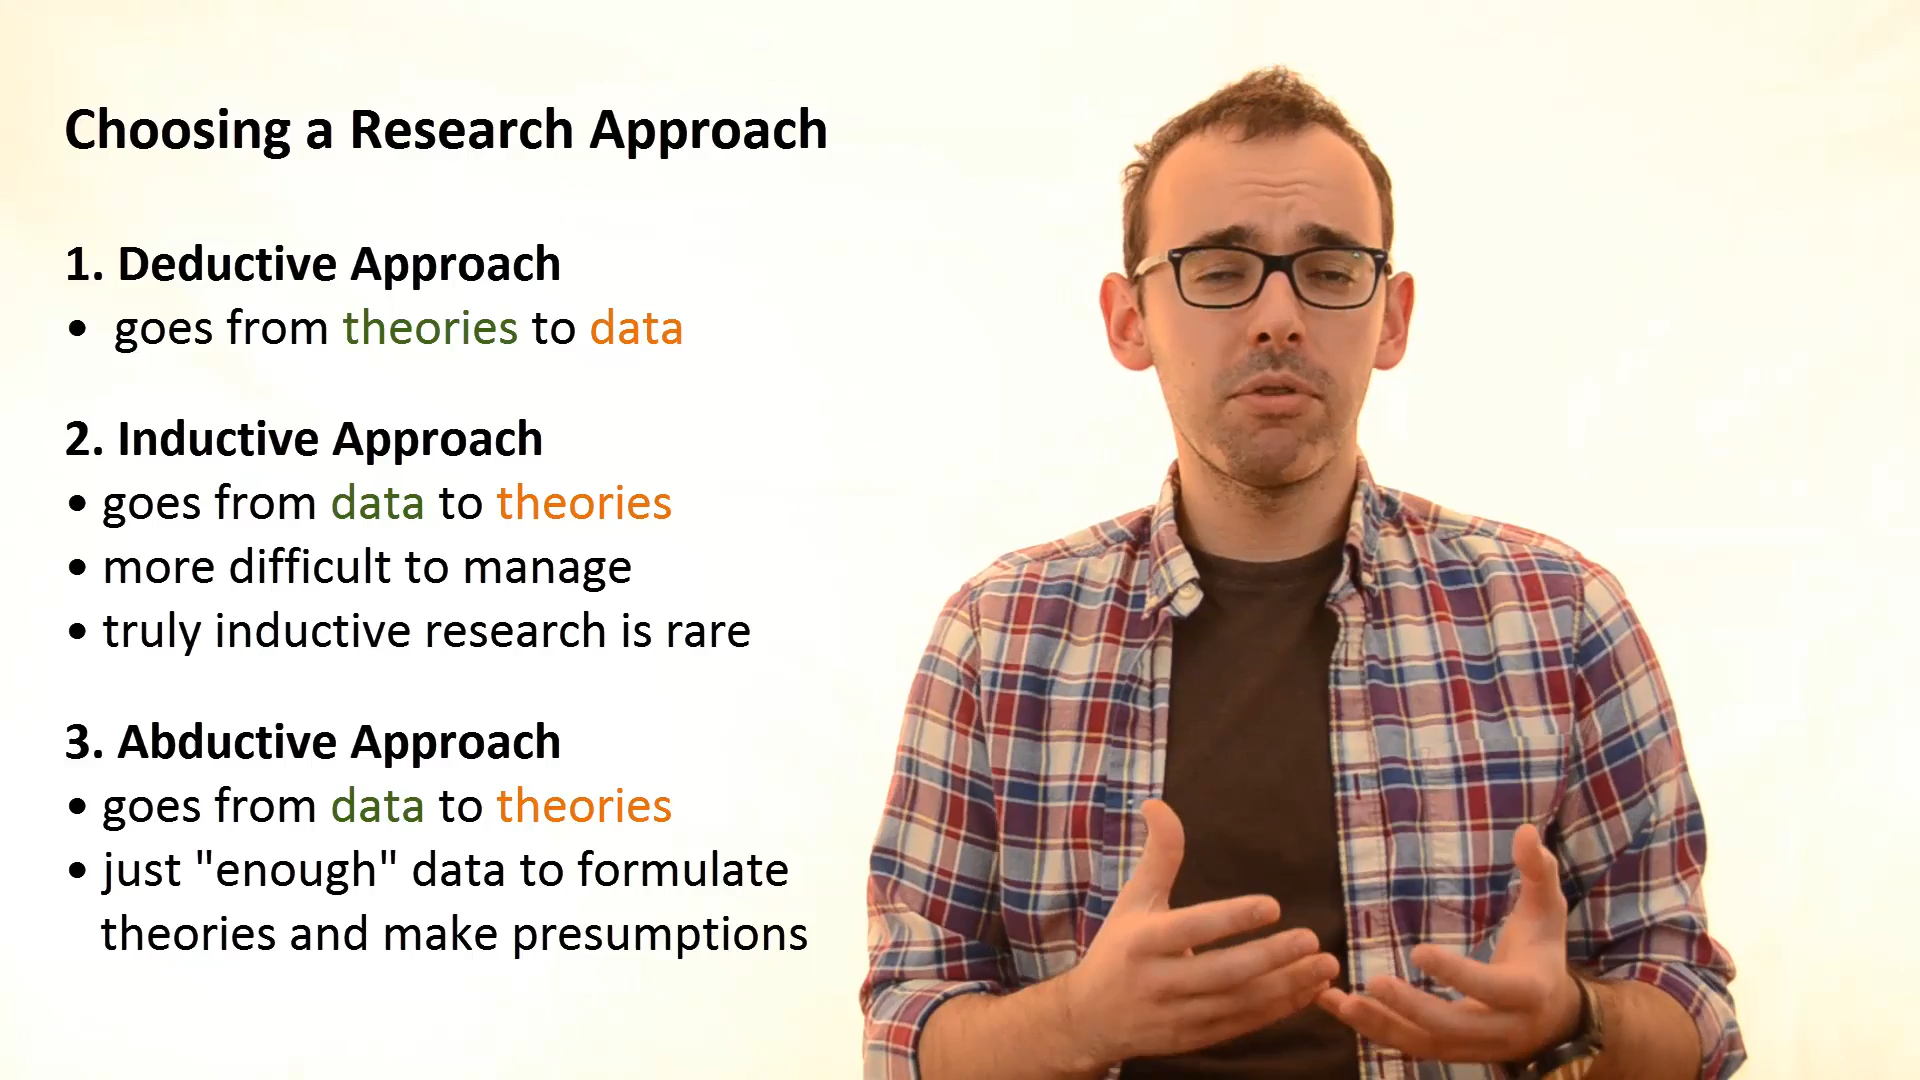 Choosing a Research Approach
1. Deductive Approach
• goes from theories to data
2. Inductive Approach
• goes from data to theories
• more difficult to manage
• truly inductive research is rare
3. Abductive Approach
• goes from data to theories
• just "enough" data to formulate
theories and make presumptions